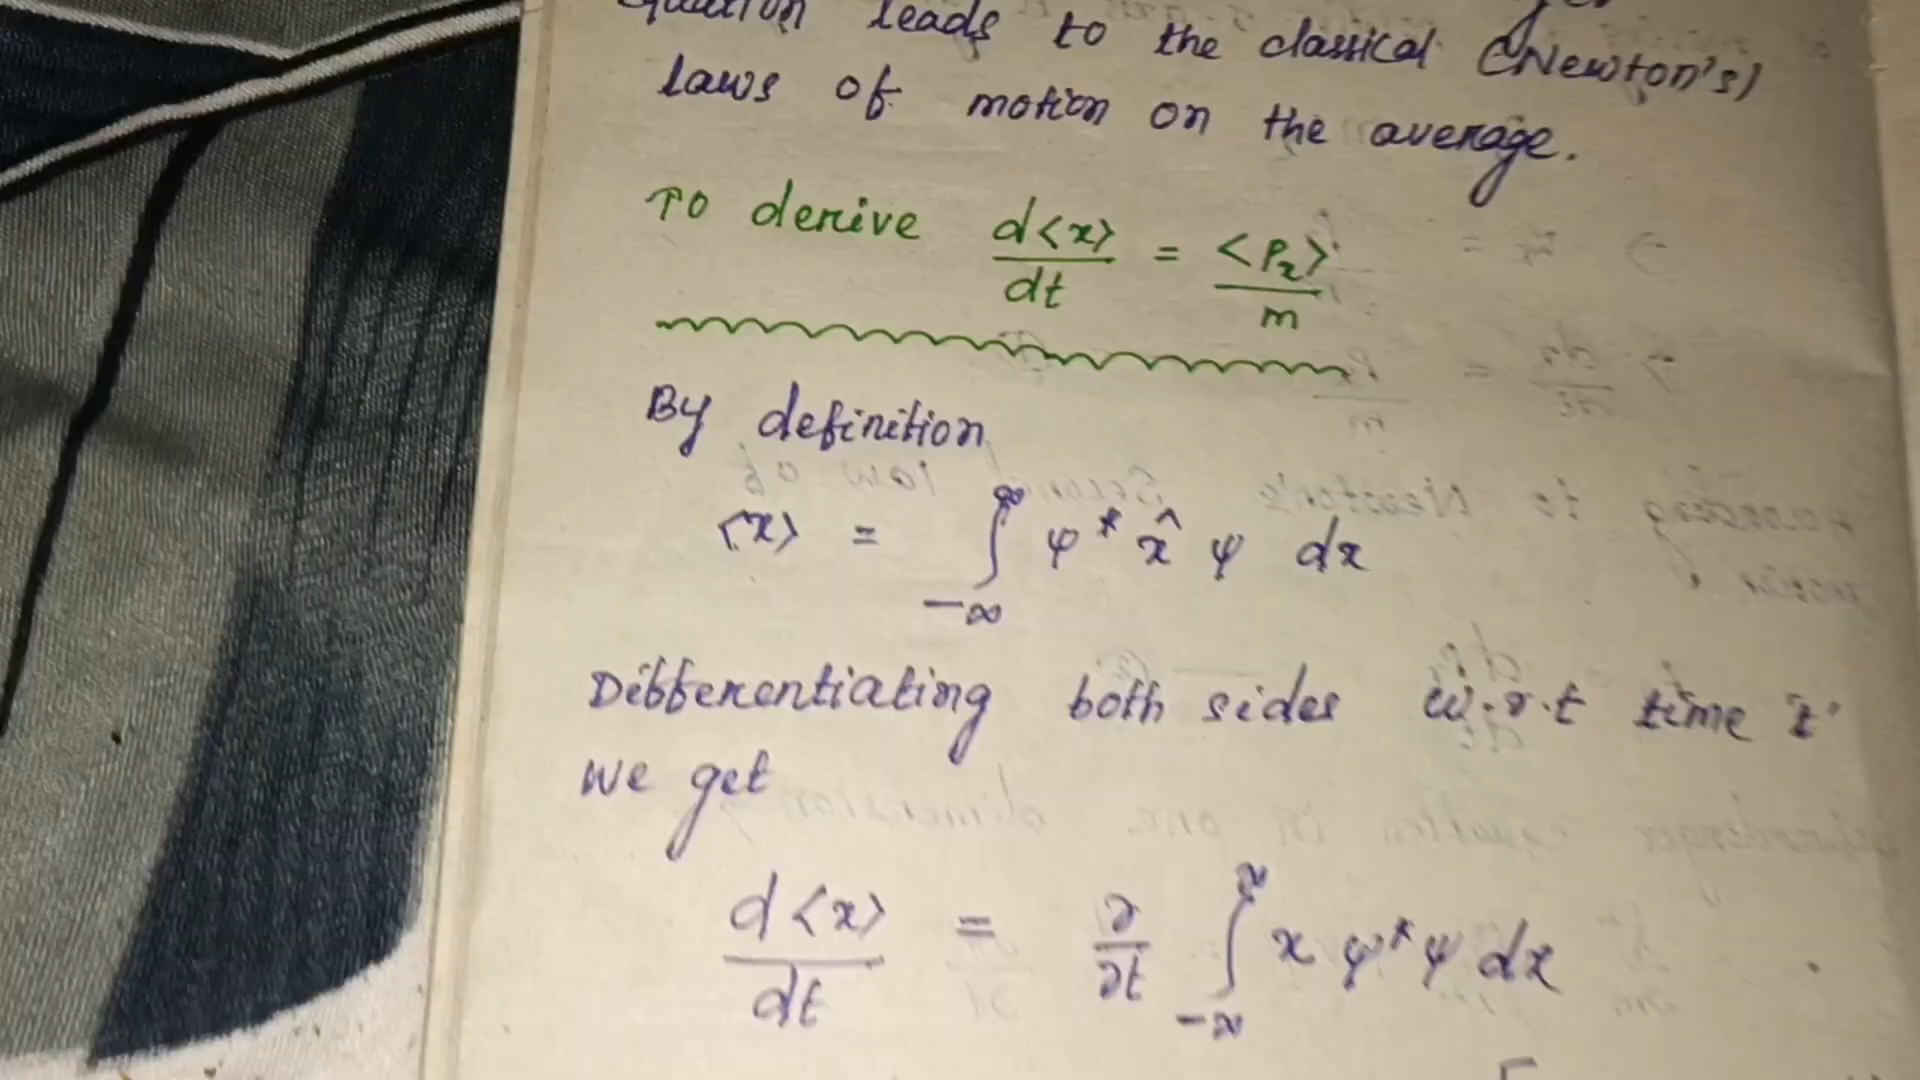 equation leads to the classical (Newton's)
laws of motion on the average.
To derive d<x>/dt = <Px>/m
By definition
<x> = ∫_{-∞}^{∞} ψ* x̂ ψ dx
Differentiating both sides w.r.t time 't'
we get
d<x>/dt = ∂/∂t ∫_{-∞}^{∞} x ψ*ψ dx